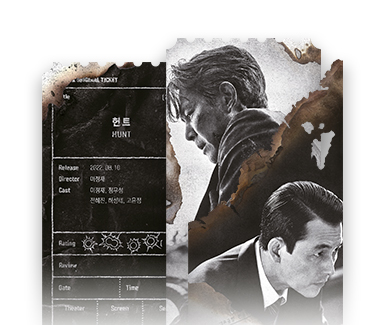 ORIGINAL TICKET
헌트
HUNT
Release 2022. 08. 10
Director 이정재
Cast 이정재, 정우성
전혜진, 허성태, 고윤정
Rating
Review
Date Time
Theater Screen